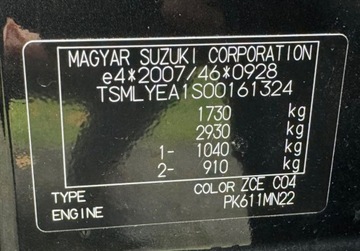 MAGYAR SUZUKI CORPORATION
e4*2007/46*0928
TSMLYEA1S00161324
1730 kg
2930 kg
1- 1040 kg
2- 910 kg
COLOR ZCE C04
TYPE
ENGINE PK611MN22